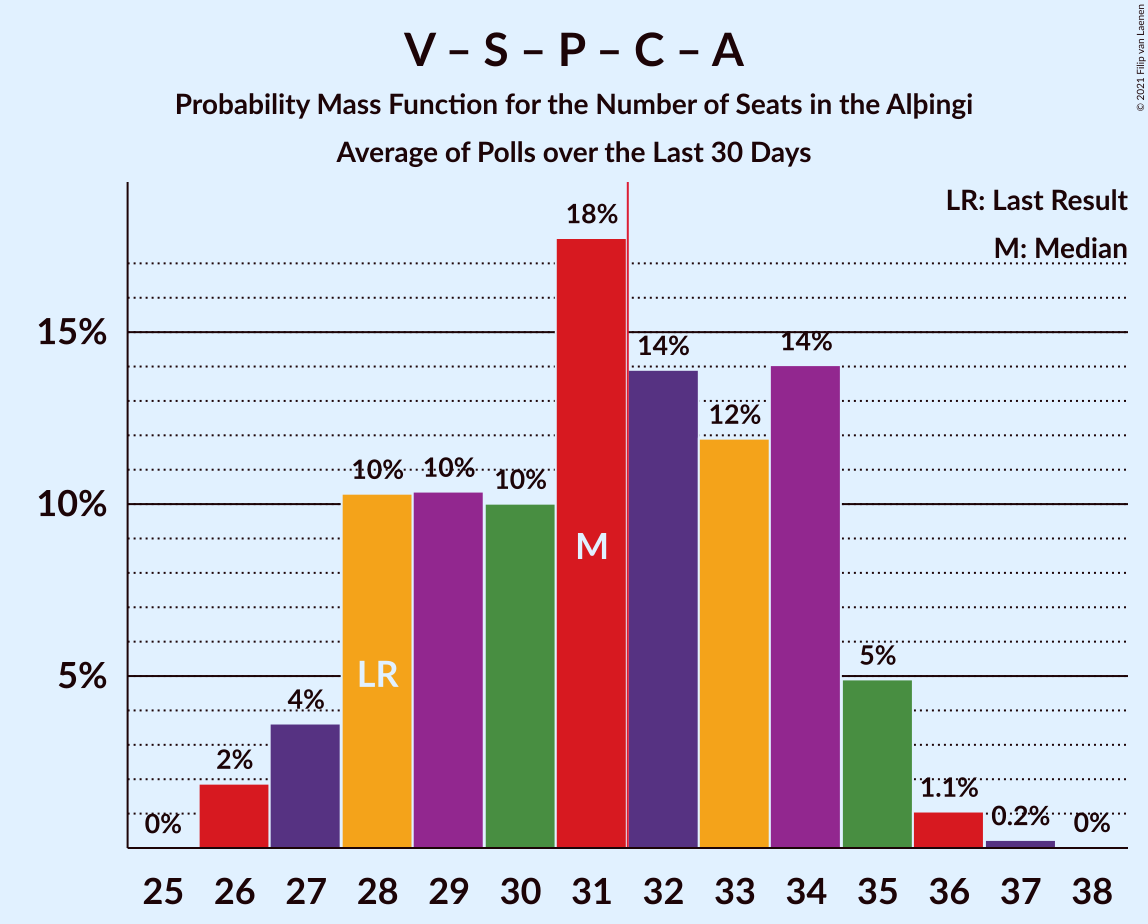 V – S – P – C – A
Probability Mass Function for the Number of Seats in the Alþingi
Average of Polls over the Last 30 Days
© 2021 Filip van Laenen
LR: Last Result
M: Median
15%
10%
5%
0%
2%
4%
10%
10%
10%
18%
14%
12%
14%
5%
1.1%
0.2%
0%
LR
M
25 26 27 28 29 30 31 32 33 34 35 36 37 38